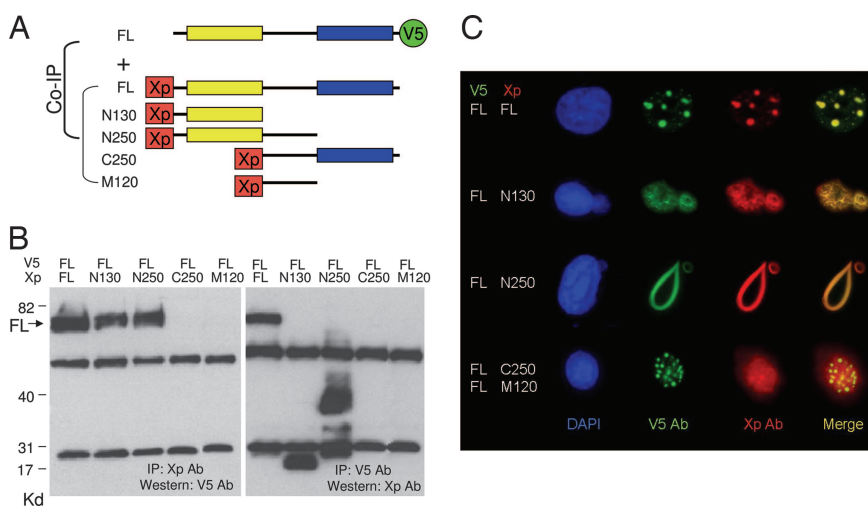 A
FL
V5
+
Co-IP
Xp
FL
Xp
N130
Xp
N250
Xp
C250
Xp
M120
B
V5 FL FL FL FL FL
Xp FL N130 N250 C250 M120
FL FL FL FL FL
FL N130 N250 C250 M120
82
FL
40
31
17
Kd
IP: Xp Ab
Western: V5 Ab
IP: V5 Ab
Western: Xp Ab
C
V5 Xp
FL FL
FL N130
FL N250
FL C250
FL M120
DAPI V5 Ab Xp Ab Merge